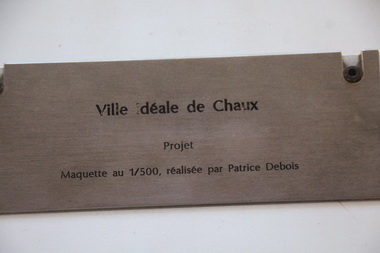 Ville idéale de Chaux
Projet
Maquette au 1/500, réalisée par Patrice Debois